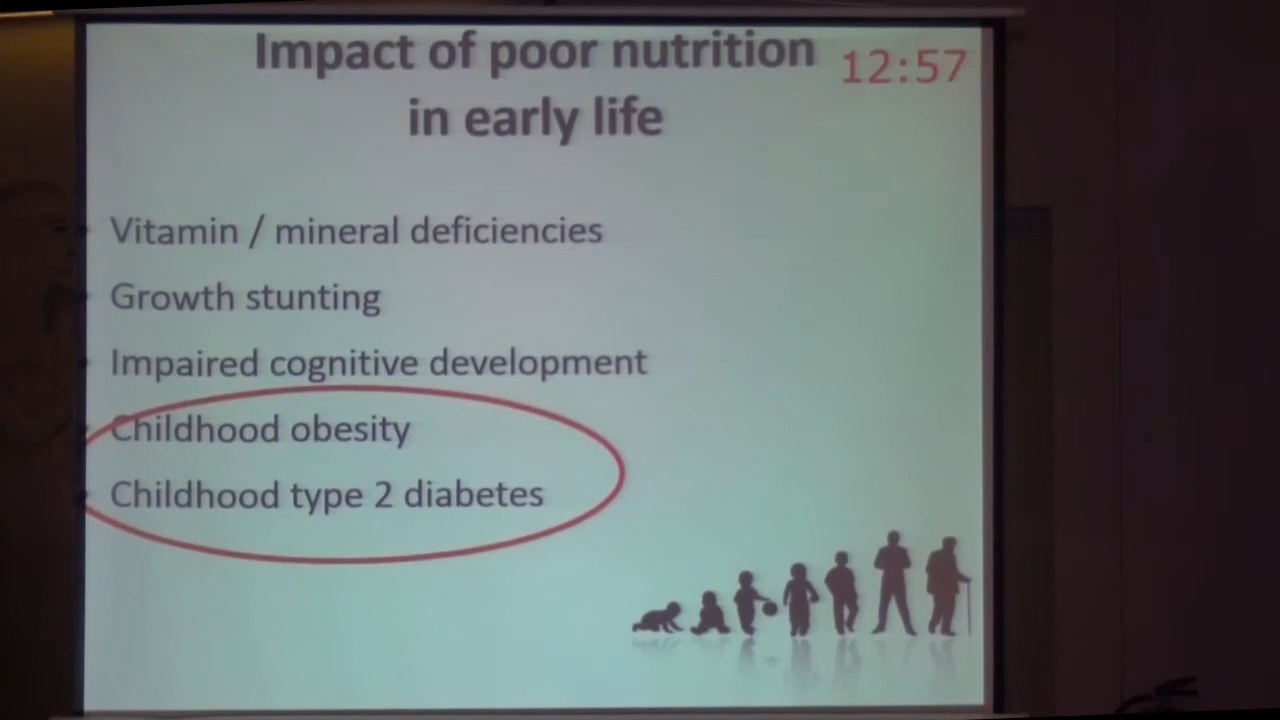 Impact of poor nutrition
in early life
12:57
Vitamin / mineral deficiencies
Growth stunting
Impaired cognitive development
Childhood obesity
Childhood type 2 diabetes